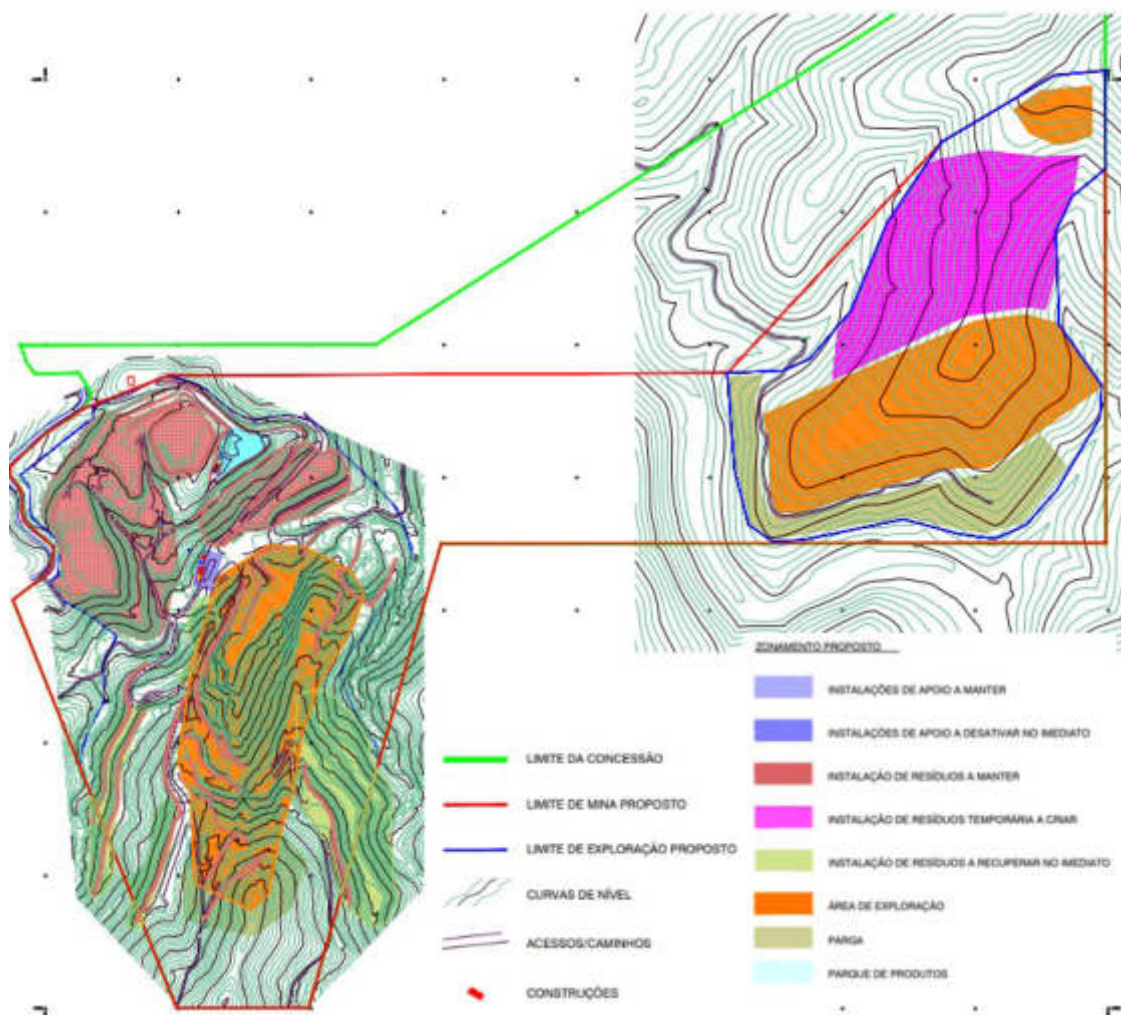 ZONAMENTO PROPOSTO
INSTALAÇÕES DE APOIO A MANTER
INSTALAÇÕES DE APOIO A DESATIVAR NO IMEDIATO
INSTALAÇÃO DE RESÍDUOS A MANTER
INSTALAÇÃO DE RESÍDUOS TEMPORÁRIA A CRIAR
INSTALAÇÃO DE RESÍDUOS A RECUPERAR NO IMEDIATO
ÁREA DE EXPLORAÇÃO
PARGA
PARQUE DE PRODUTOS
LIMITE DA CONCESSÃO
LIMITE DE MINA PROPOSTO
LIMITE DE EXPLORAÇÃO PROPOSTO
CURVAS DE NÍVEL
ACESSOS/CAMINHOS
CONSTRUÇÕES